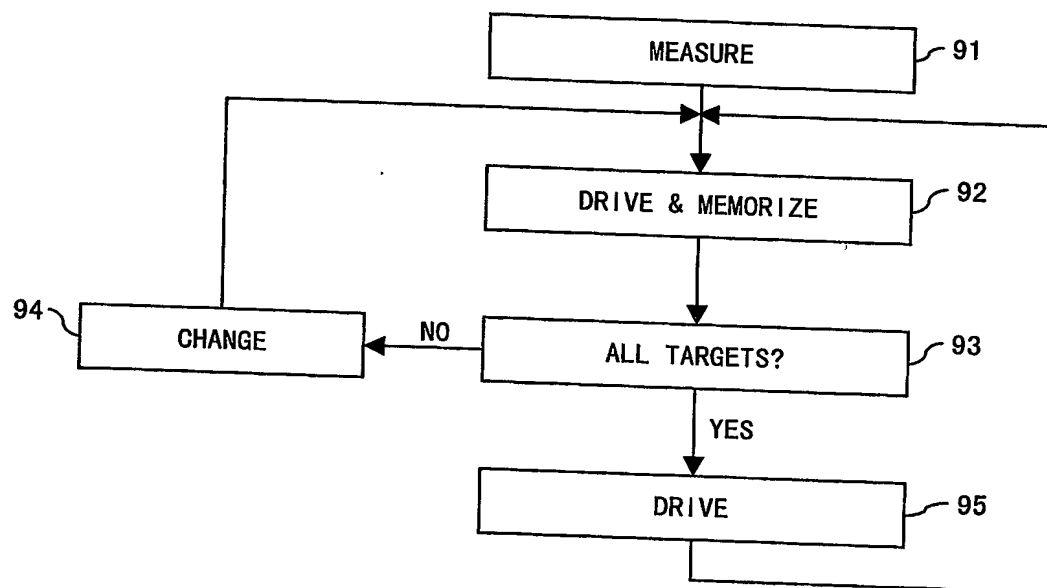 MEASURE
91
DRIVE & MEMORIZE
92
94
CHANGE
NO
ALL TARGETS?
93
YES
DRIVE
95